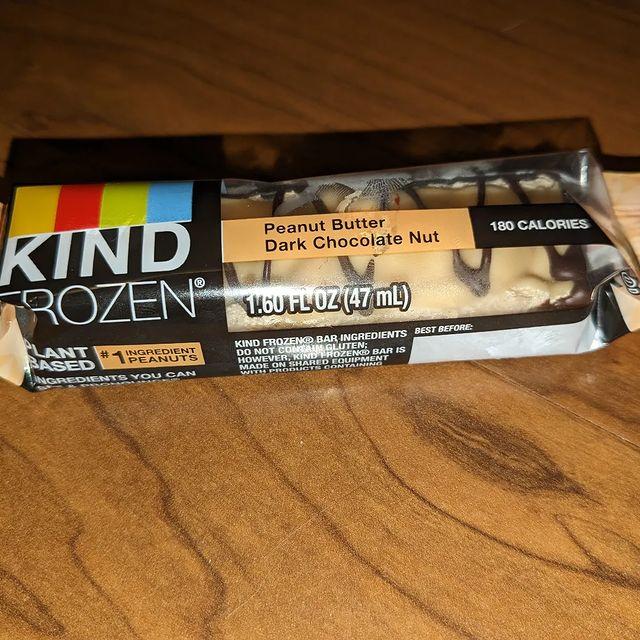 KIND
FROZEN®
Peanut Butter
Dark Chocolate Nut
180 CALORIES
1.60 FL OZ (47 mL)
PLANT
BASED
#1 INGREDIENT
PEANUTS
INGREDIENTS YOU CAN
KIND FROZEN® BAR INGREDIENTS
DO NOT CONTAIN GLUTEN;
HOWEVER, KIND FROZEN® BAR IS
MADE ON SHARED EQUIPMENT
WITH PRODUCTS CONTAINING
BEST BEFORE: